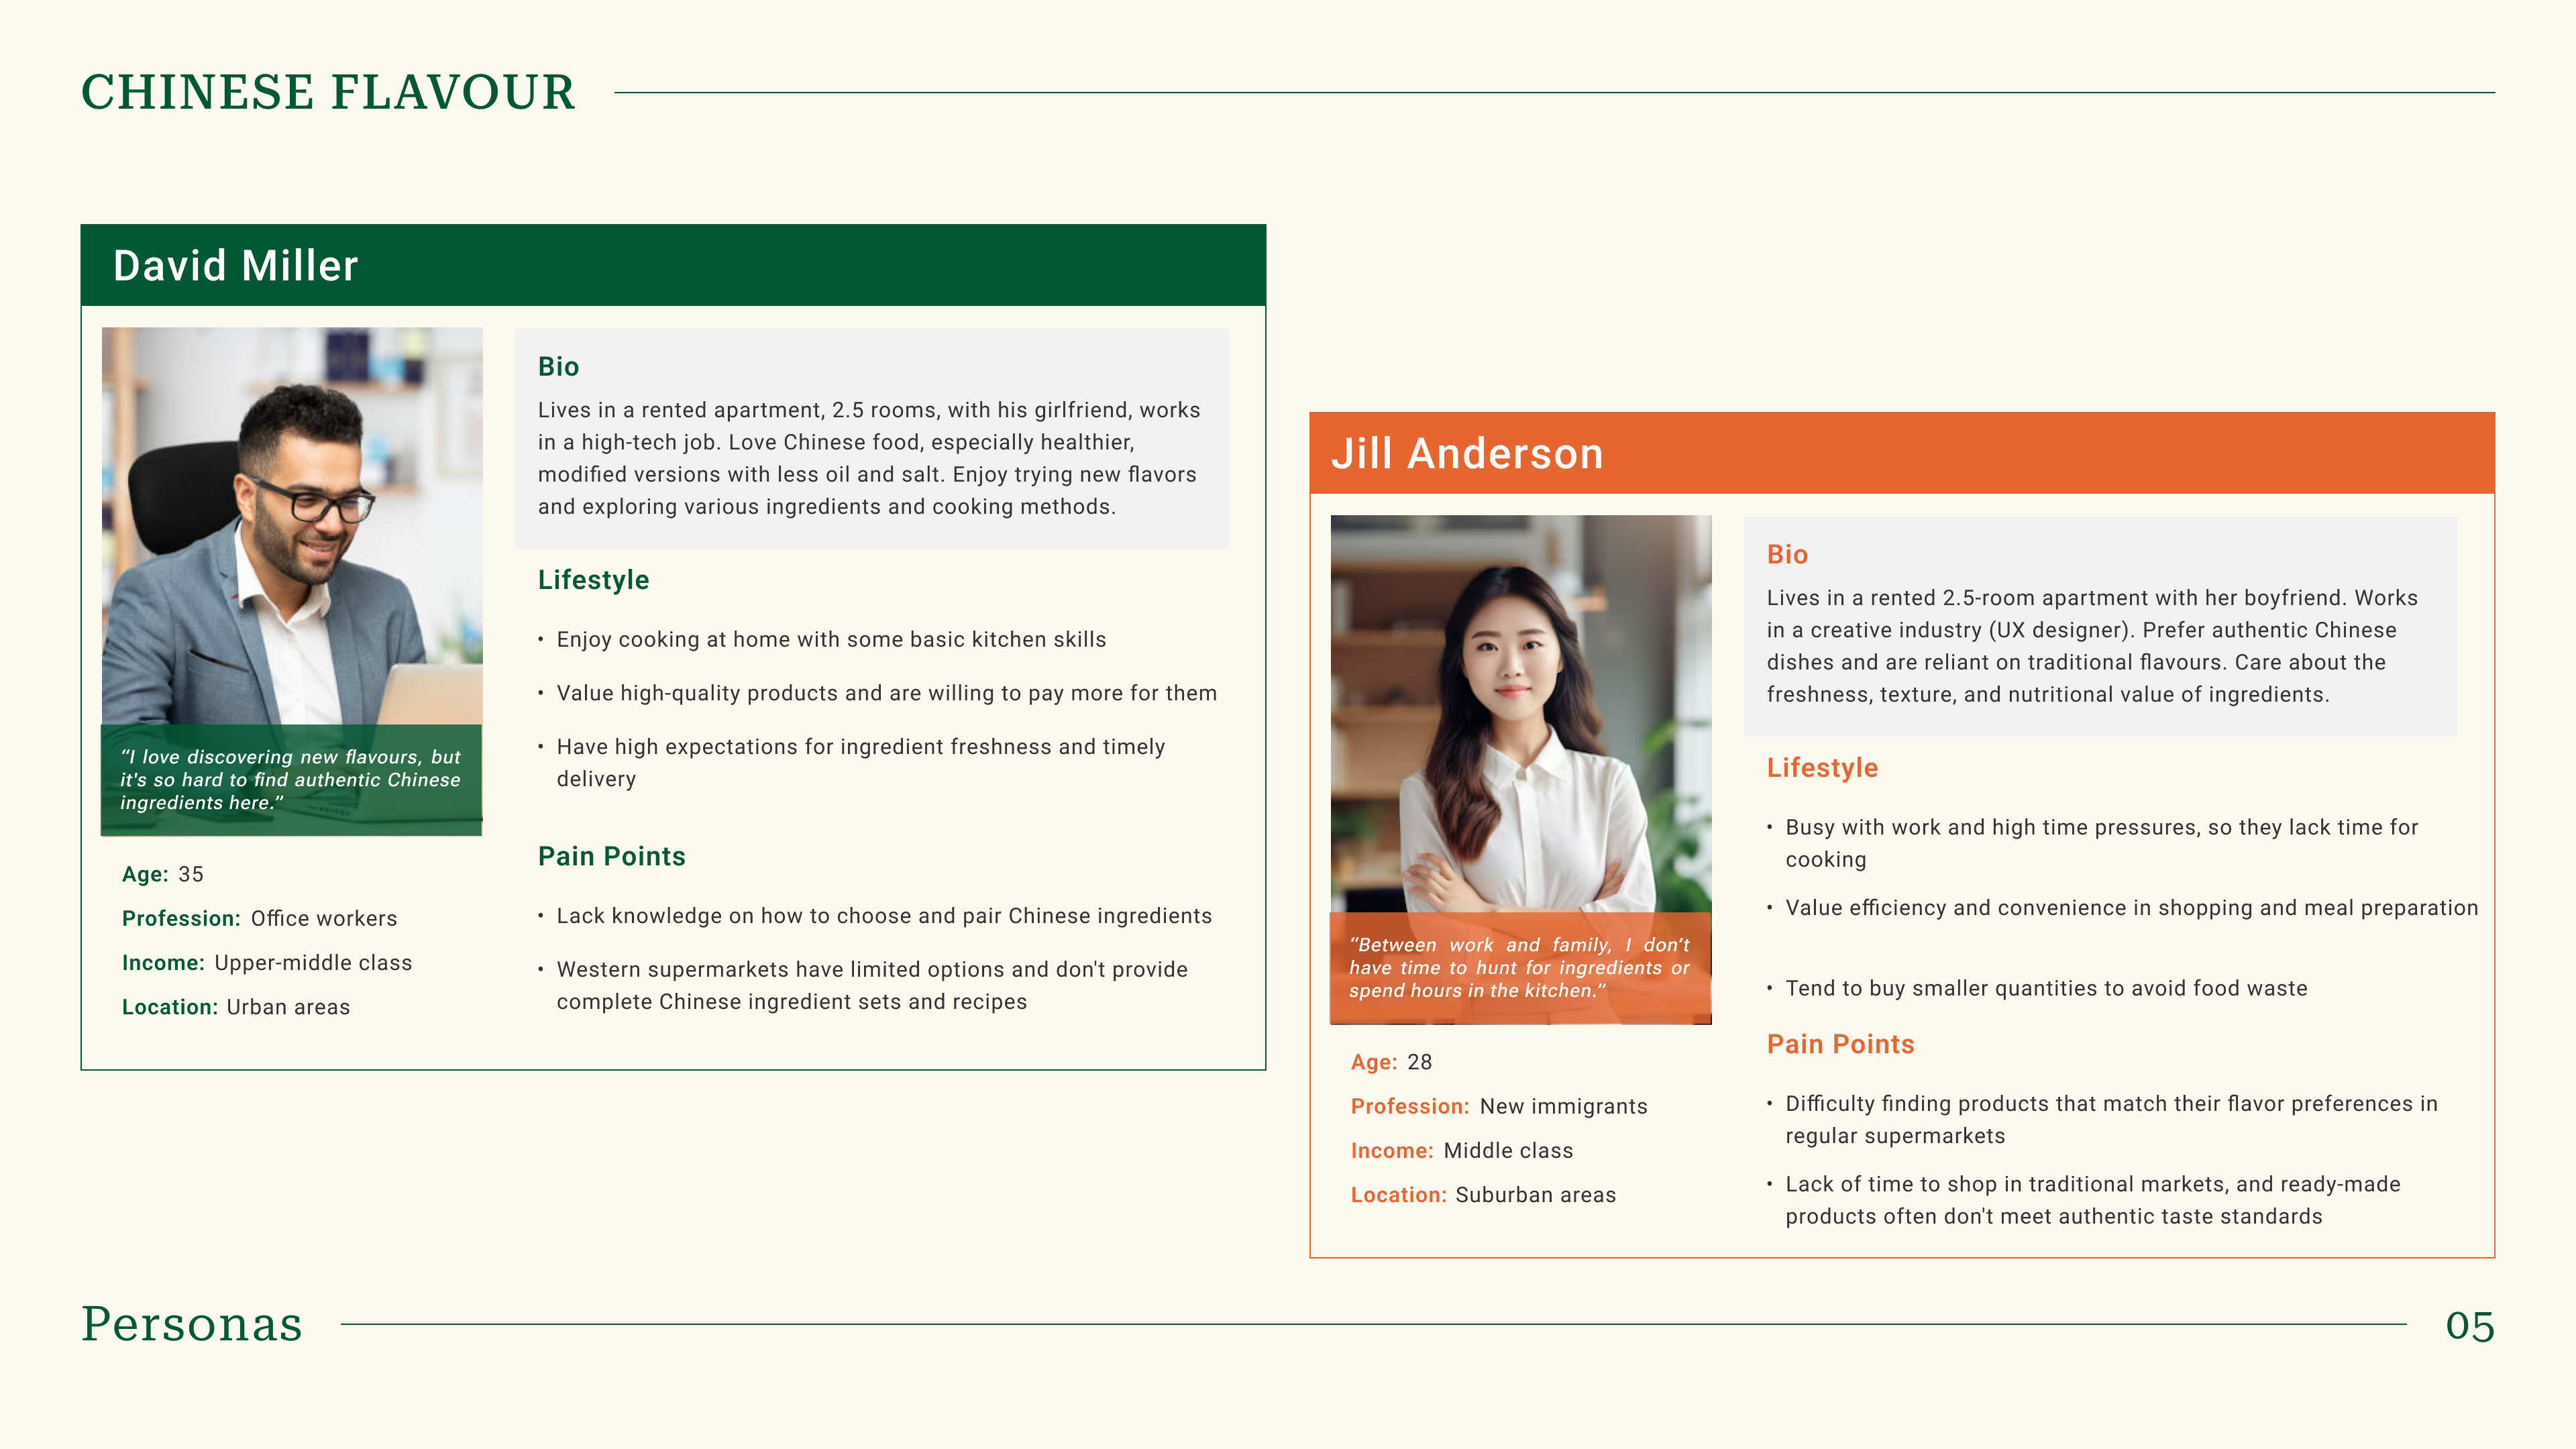 CHINESE FLAVOUR
David Miller
“I love discovering new flavours, but
it's so hard to find authentic Chinese
ingredients here.”
Age: 35
Profession: Office workers
Income: Upper-middle class
Location: Urban areas
Bio
Lives in a rented apartment, 2.5 rooms, with his girlfriend, works
in a high-tech job. Love Chinese food, especially healthier,
modified versions with less oil and salt. Enjoy trying new flavors
and exploring various ingredients and cooking methods.
Lifestyle
• Enjoy cooking at home with some basic kitchen skills
• Value high-quality products and are willing to pay more for them
• Have high expectations for ingredient freshness and timely
delivery
Pain Points
• Lack knowledge on how to choose and pair Chinese ingredients
• Western supermarkets have limited options and don't provide
complete Chinese ingredient sets and recipes
Jill Anderson
“Between work and family, I don’t
have time to hunt for ingredients or
spend hours in the kitchen.”
Age: 28
Profession: New immigrants
Income: Middle class
Location: Suburban areas
Bio
Lives in a rented 2.5-room apartment with her boyfriend. Works
in a creative industry (UX designer). Prefer authentic Chinese
dishes and are reliant on traditional flavours. Care about the
freshness, texture, and nutritional value of ingredients.
Lifestyle
• Busy with work and high time pressures, so they lack time for
cooking
• Value efficiency and convenience in shopping and meal preparation
• Tend to buy smaller quantities to avoid food waste
Pain Points
• Difficulty finding products that match their flavor preferences in
regular supermarkets
• Lack of time to shop in traditional markets, and ready-made
products often don't meet authentic taste standards
Personas
05